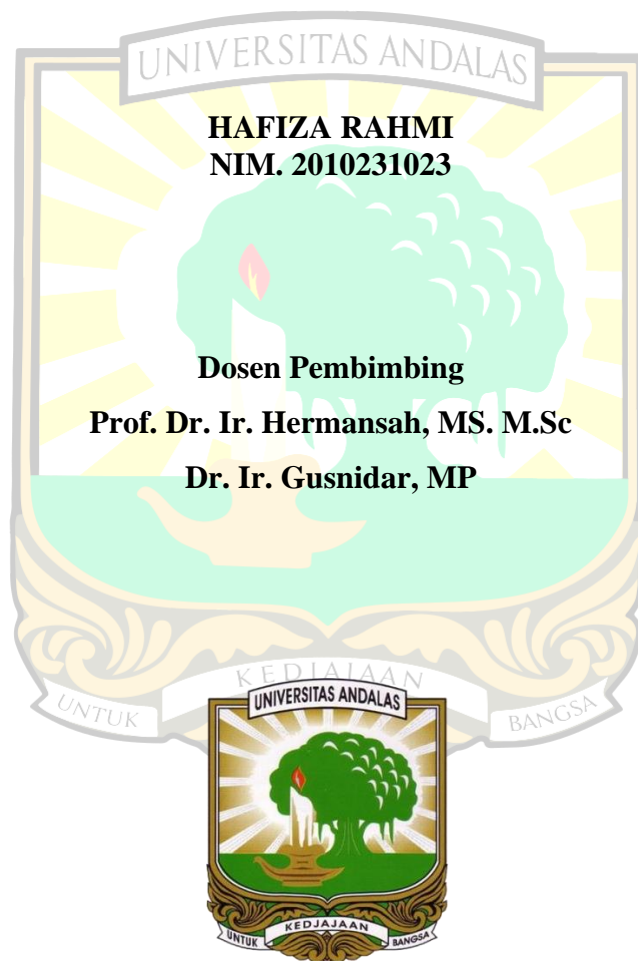 UNIVERSITAS ANDALAS
HAFIZA RAHMI
NIM. 2010231023
Dosen Pembimbing
Prof. Dr. Ir. Hermansah, MS. M.Sc
Dr. Ir. Gusnidar, MP
UNTUK KEDJAJAAN BANGSA
UNIVERSITAS ANDALAS
UNTUK KEDJAJAAN BANGSA